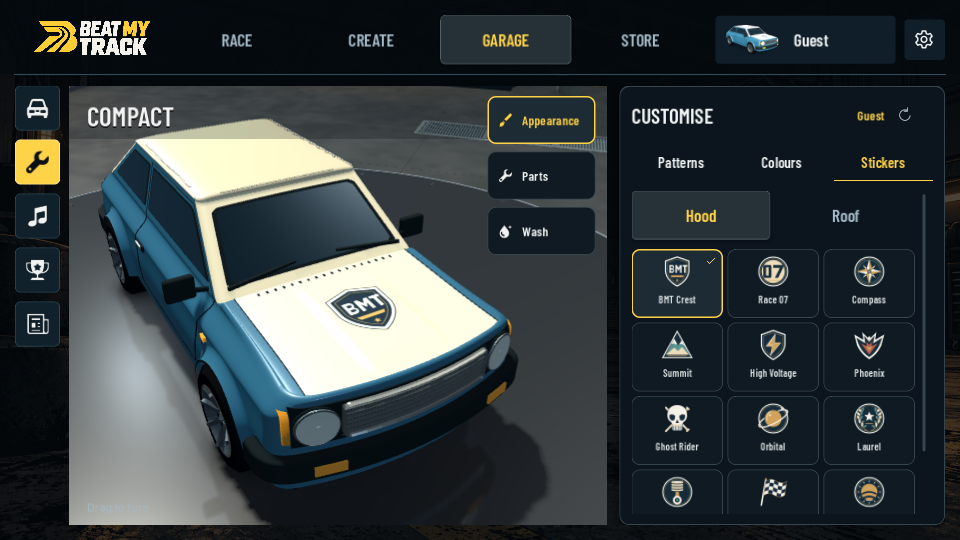 BEAT MY
TRACK
RACE
CREATE
GARAGE
STORE
Guest
COMPACT
Appearance
Parts
Wash
BMT
CUSTOMISE
Guest
Patterns
Colours
Stickers
Hood
Roof
BMT
07
BMT Crest
Race 07
Compass
Summit
High Voltage
Phoenix
Ghost Rider
Orbital
Laurel